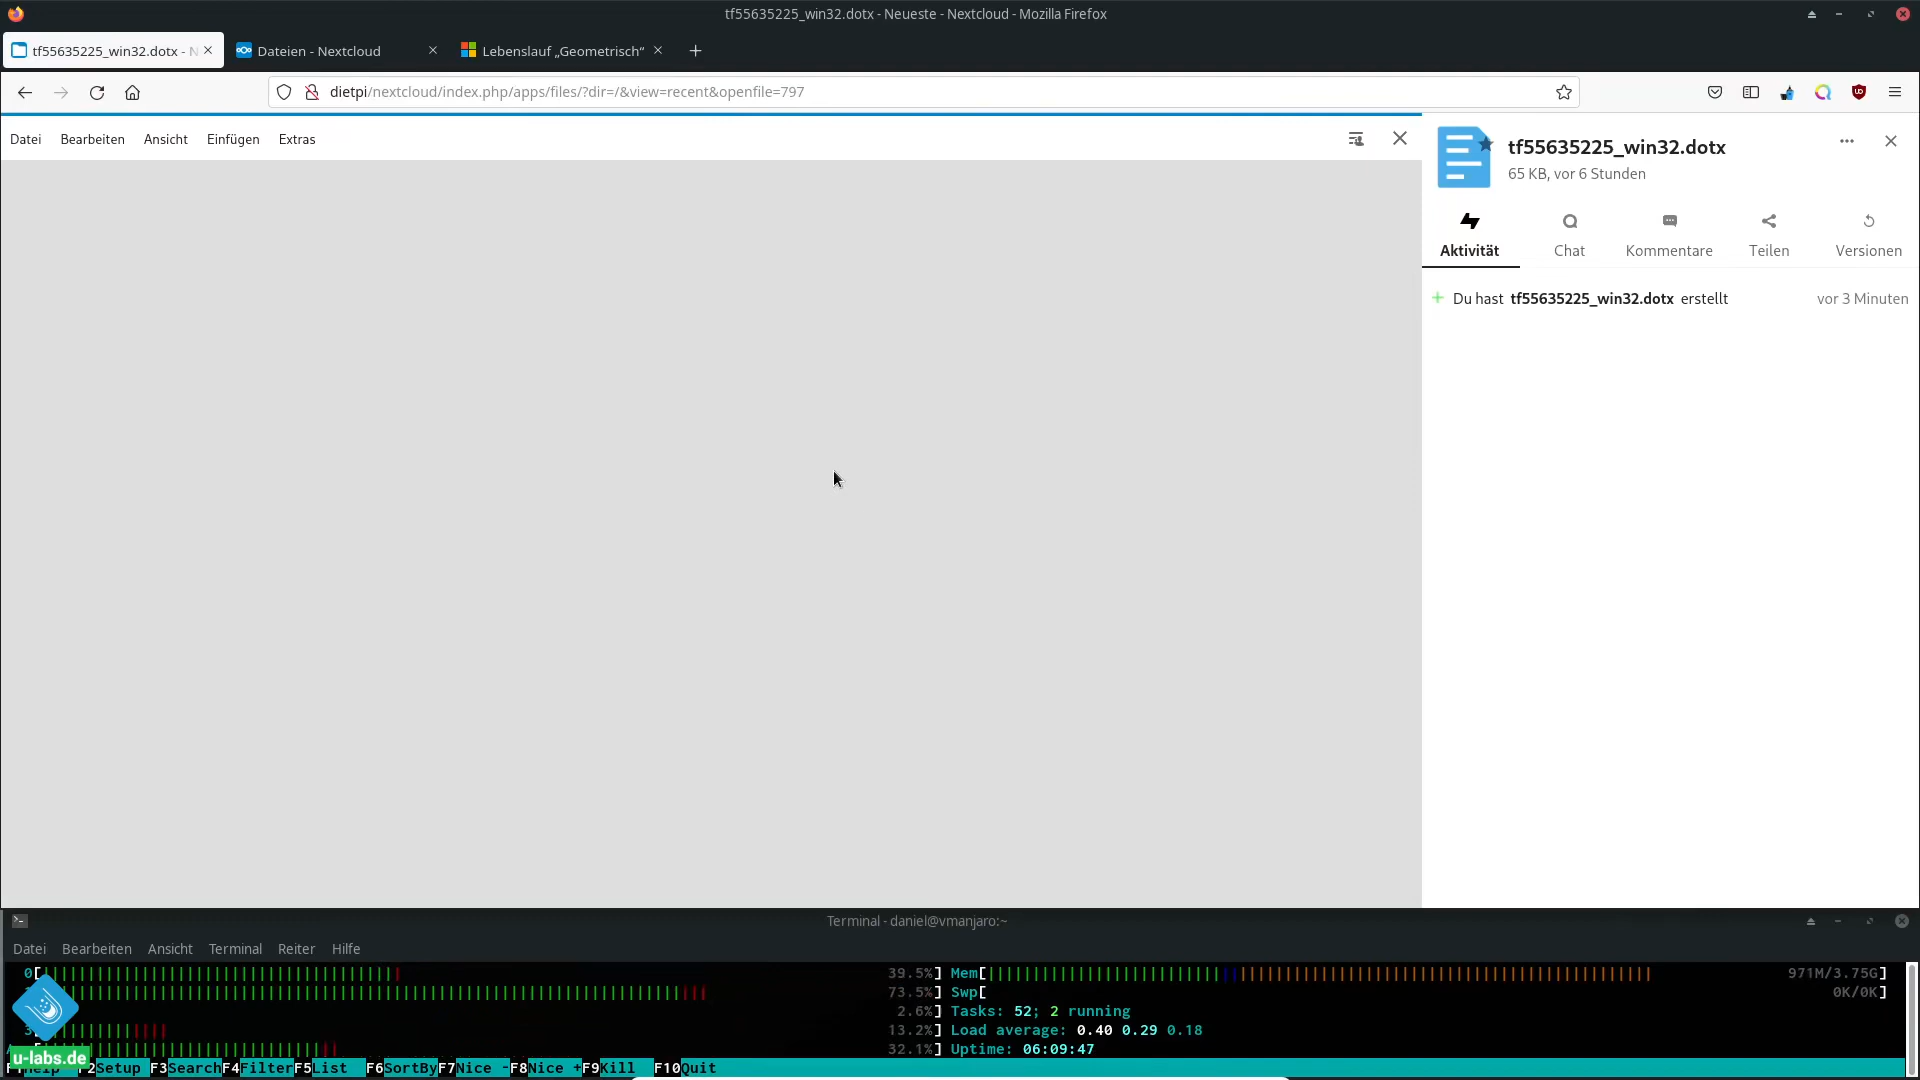 tf55635225_win32.dotx - Neueste - Nextcloud - Mozilla Firefox
tf55635225_win32.dotx - N
Dateien - Nextcloud
Lebenslauf „Geometrisch“
dietpi/nextcloud/index.php/apps/files/?dir=/&view=recent&openfile=797
Datei Bearbeiten Ansicht Einfügen Extras
tf55635225_win32.dotx
65 KB, vor 6 Stunden
Aktivität Chat Kommentare Teilen Versionen
Du hast tf55635225_win32.dotx erstellt vor 3 Minuten
Terminal - daniel@vmanjaro:~
Datei Bearbeiten Ansicht Terminal Reiter Hilfe
0[ 39.5%] Mem[ 971M/3.75G]
73.5%] Swp[ 0K/0K]
2.6%] Tasks: 52; 2 running
3 13.2%] Load average: 0.40 0.29 0.18
32.1%] Uptime: 06:09:47
u-labs.de
F2Setup F3SearchF4FilterF5List F6SortByF7Nice -F8Nice +F9Kill F10Quit